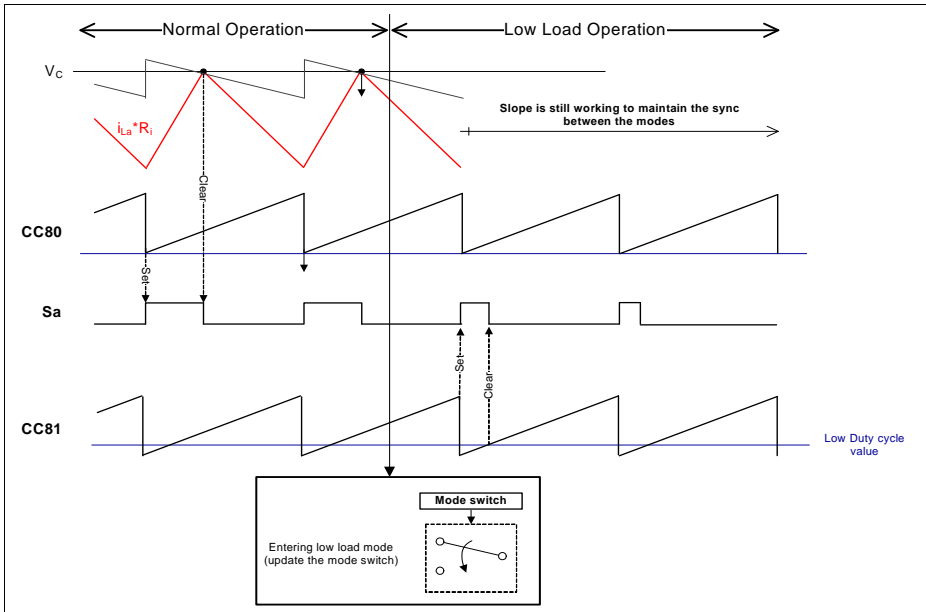 Normal Operation
Low Load Operation
VC
Slope is still working to maintain the sync
between the modes
iLa*Ri
Clear
CC80
Set
Sa
Set
Clear
CC81
Low Duty cycle
value
Mode switch
Entering low load mode
(update the mode switch)